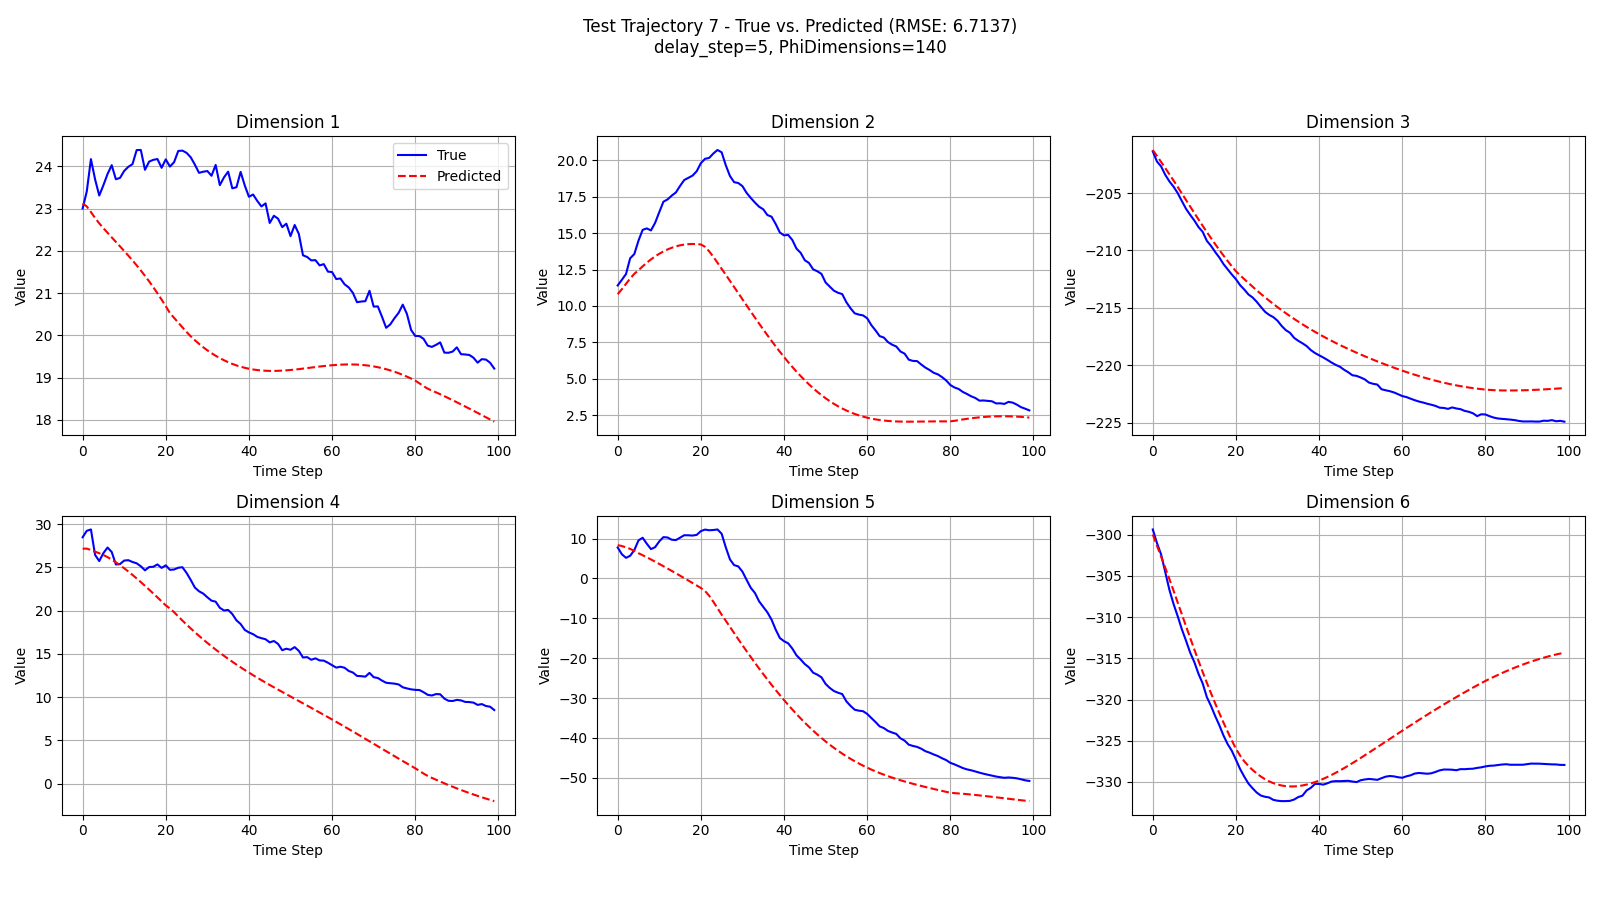 Test Trajectory 7 - True vs. Predicted (RMSE: 6.7137)
delay_step=5, PhiDimensions=140
Dimension 1
True
Predicted
Value
24
23
22
21
20
19
18
0 20 40 60 80 100
Time Step
Dimension 2
Value
20.0
17.5
15.0
12.5
10.0
7.5
5.0
2.5
0 20 40 60 80 100
Time Step
Dimension 3
Value
−205
−210
−215
−220
−225
0 20 40 60 80 100
Time Step
Dimension 4
Value
30
25
20
15
10
5
0
0 20 40 60 80 100
Time Step
Dimension 5
Value
10
0
−10
−20
−30
−40
−50
0 20 40 60 80 100
Time Step
Dimension 6
Value
−300
−305
−310
−315
−320
−325
−330
0 20 40 60 80 100
Time Step